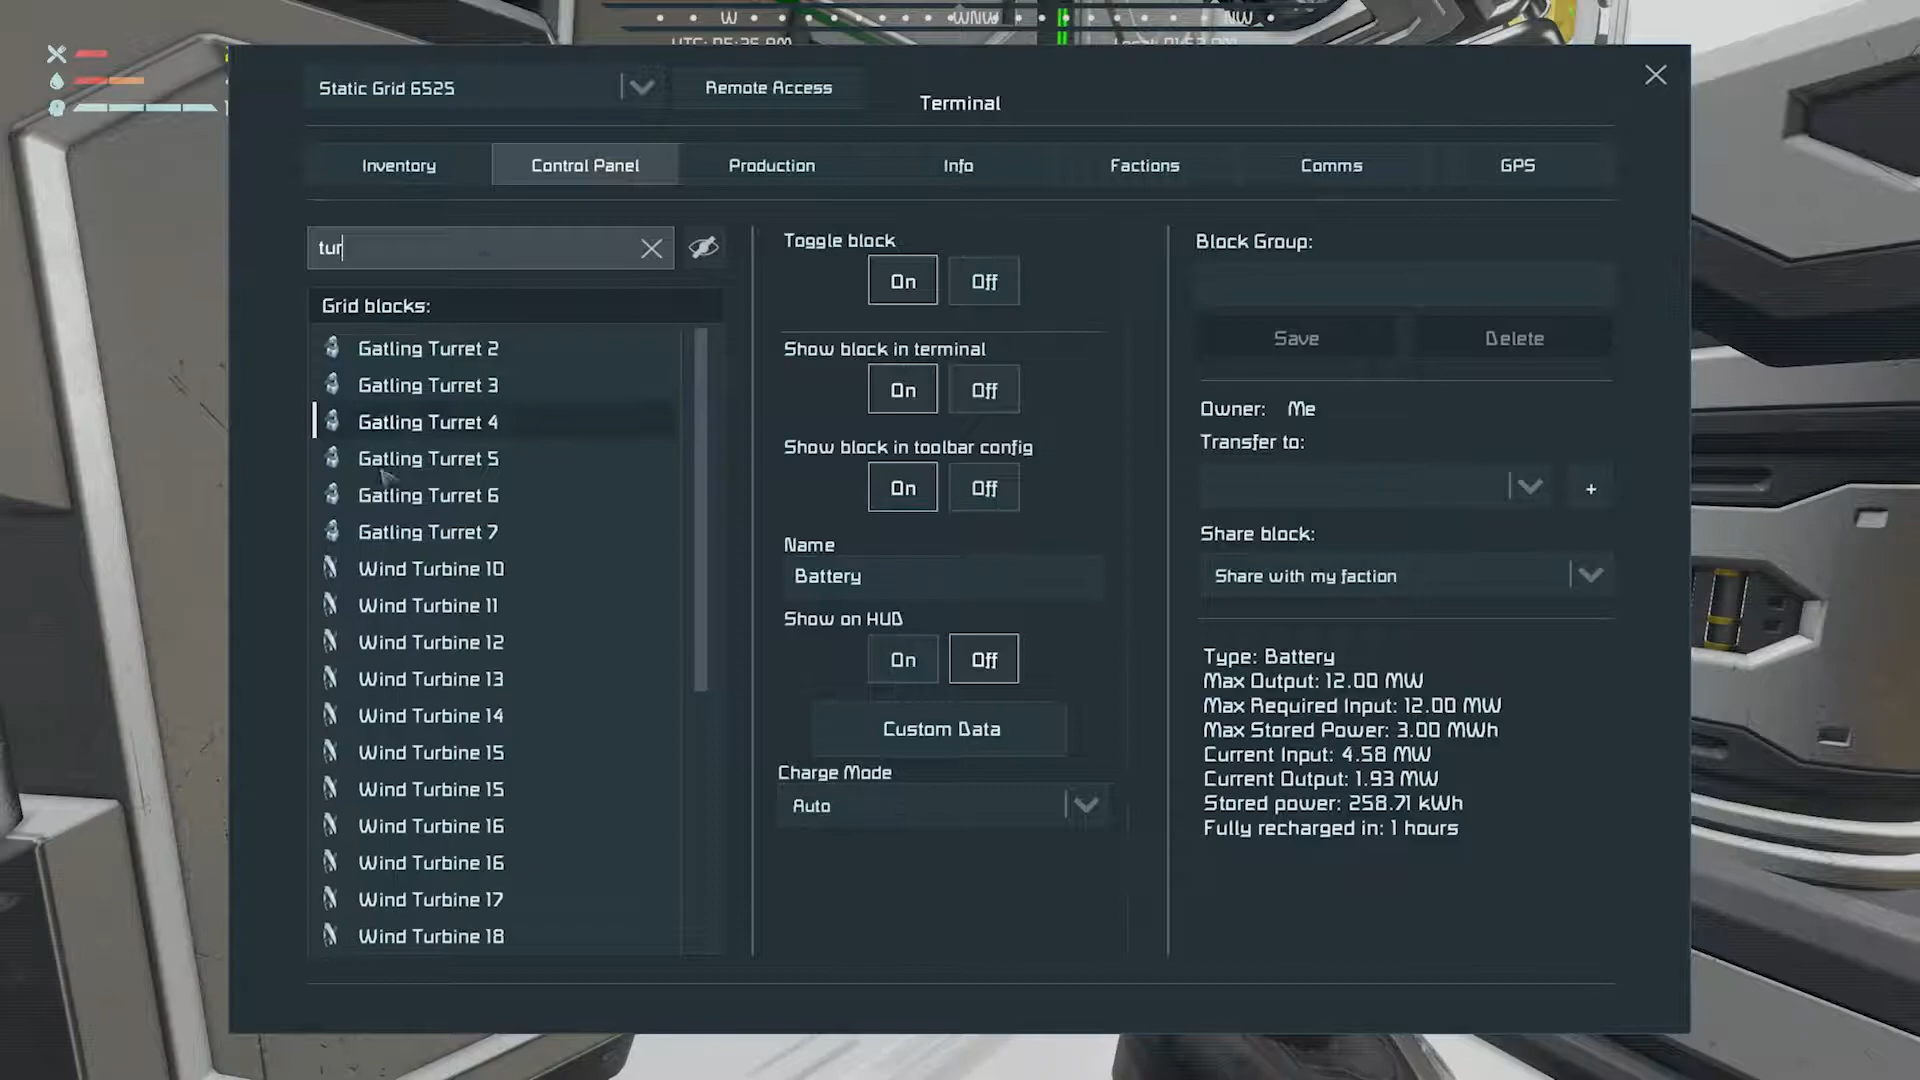 W
WNW
NW
UTC: 05:35 AM
Static Grid 6525
Remote Access
Terminal
Inventory
Control Panel
Production
Info
Factions
Comms
GPS
tur
Grid blocks:
Gatling Turret 2
Gatling Turret 3
Gatling Turret 4
Gatling Turret 5
Gatling Turret 6
Gatling Turret 7
Wind Turbine 10
Wind Turbine 11
Wind Turbine 12
Wind Turbine 13
Wind Turbine 14
Wind Turbine 15
Wind Turbine 15
Wind Turbine 16
Wind Turbine 16
Wind Turbine 17
Wind Turbine 18
Toggle block
On Off
Show block in terminal
On Off
Show block in toolbar config
On Off
Name
Battery
Show on HUD
On Off
Custom Data
Charge Mode
Auto
Block Group:
Save Delete
Owner: Me
Transfer to:
+
Share block:
Share with my faction
Type: Battery
Max Output: 12.00 MW
Max Required Input: 12.00 MW
Max Stored Power: 3.00 MWh
Current Input: 4.58 MW
Current Output: 1.93 MW
Stored power: 258.71 kWh
Fully recharged in: 1 hours